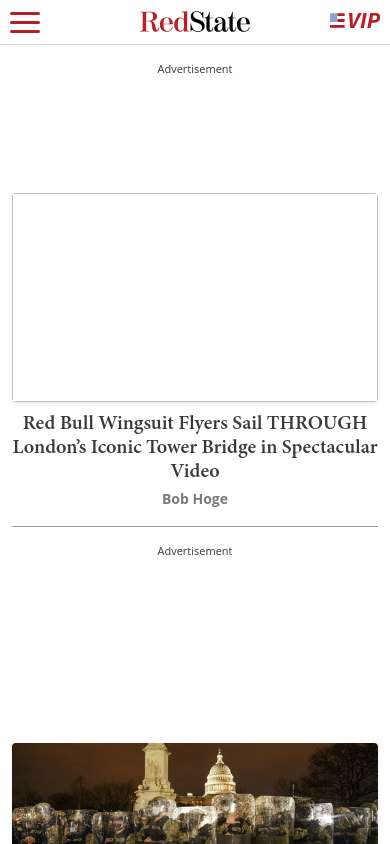 RedState
VIP
Advertisement
Red Bull Wingsuit Flyers Sail THROUGH
London’s Iconic Tower Bridge in Spectacular
Video
Bob Hoge
Advertisement